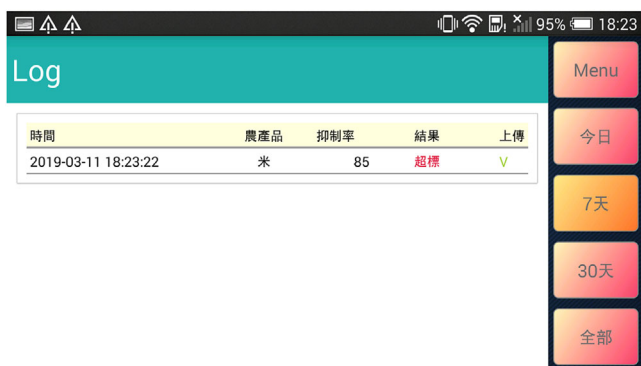 95% 18:23
Log
Menu
時間 農產品 抑制率 結果 上傳
2019-03-11 18:23:22 米 85 超標 V
今日
7天
30天
全部